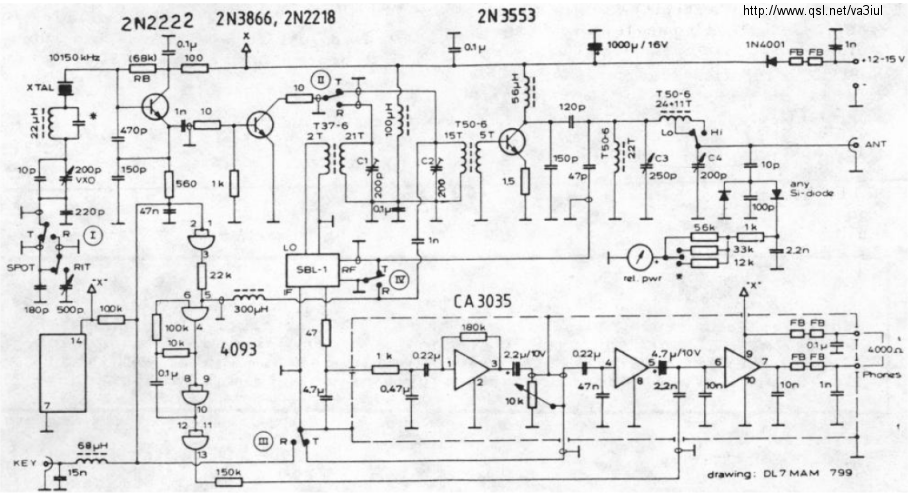 http://www.qsl.net/va3iul
2N2222
2N3866, 2N2218
2N3553
10150 kHz
0.1µ
(68k)
RB
100
X
0.1µ
1000µ / 16V
1N4001
FB FB
1n
+12-15V
XTAL
22µH
*
470p
1n
10
10
II
T
R
100µH
56µH
120p
T50-6
24+11T
Lo
Hi
ANT
T37-6
2T
21T
T50-6
15T
5T
T50-6
22T
10p
200p
VXO
150p
560
1k
C1
200p
C2
200
0.1µ
1,5
150p
47p
C3
250p
C4
200p
10p
100p
any
Si-diode
220p
47n
T
I
R
SPOT
RIT
180p
500p
"X"
100k
14
7
2
1
3
22k
6
5
4
100k
10k
0.1µ
4093
8
9
10
12
11
13
300µH
LO
SBL-1
RF
IF
T
IV
R
1n
rel. pwr
56k
33k
12k
*
1k
2.2n
CA3035
"X"
47
4,7µ
1k
0,47µ
0.22µ
180k
1
3
2
2.2µ/10V
10k
0.22µ
47n
4
5
8
4,7µ/10V
2,2n
10n
6
9
7
10
10n
FB FB
0.1µ
FB FB
1n
4000Ω
Phones
III
R
T
KEY
68µH
15n
150k
drawing: DL7MAM 799